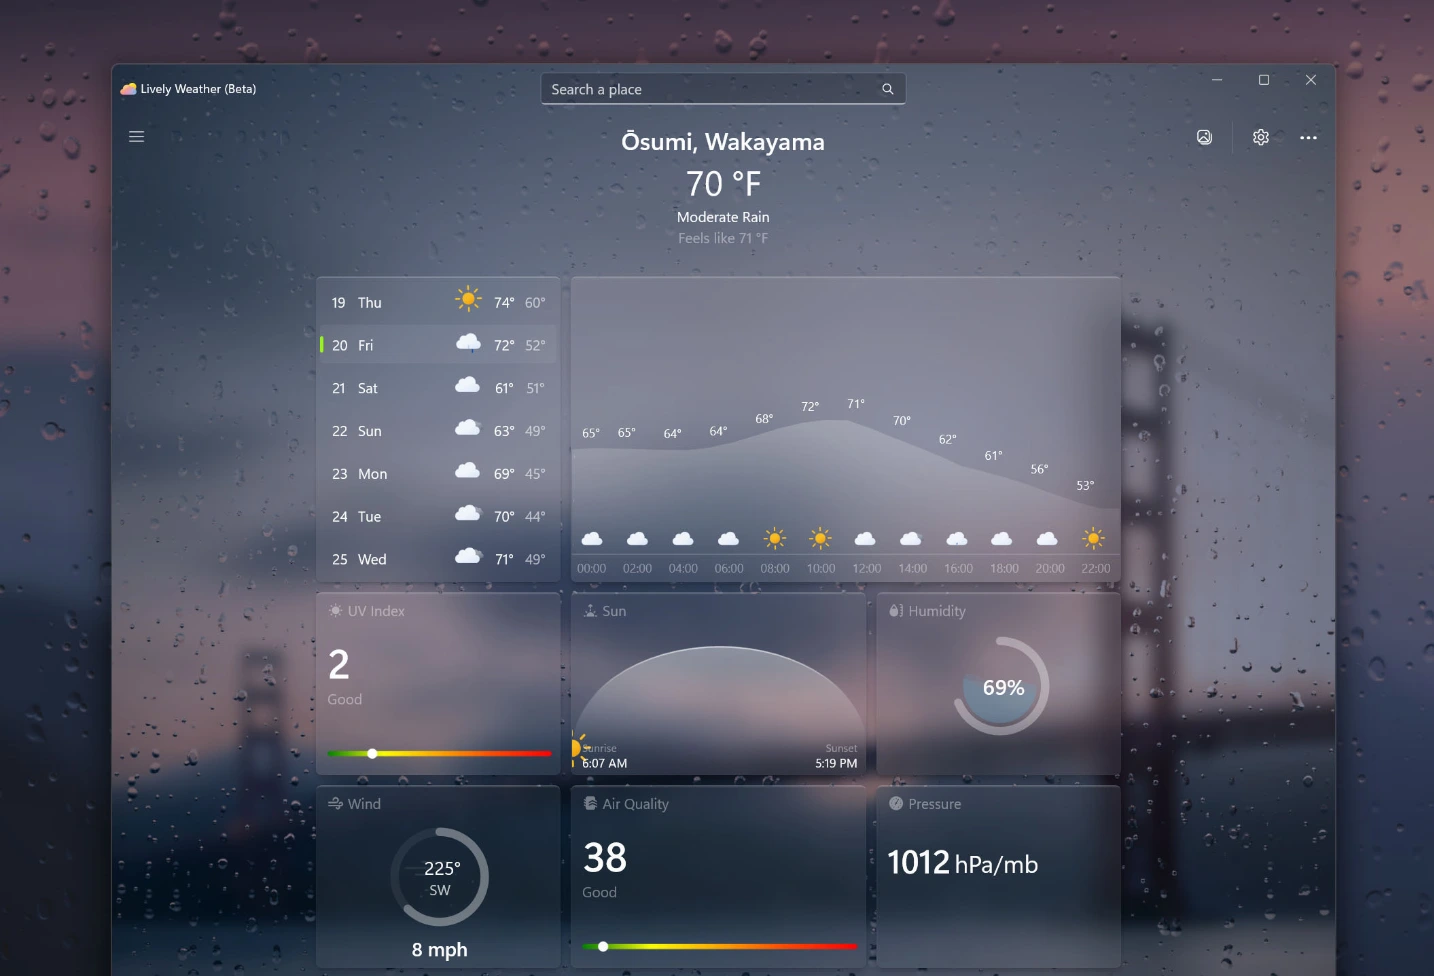 Lively Weather (Beta)
Search a place
Ōsumi, Wakayama
70 °F
Moderate Rain
Feels like 71 °F
19 Thu 74° 60°
20 Fri 72° 52°
21 Sat 61° 51°
22 Sun 63° 49°
23 Mon 69° 45°
24 Tue 70° 44°
25 Wed 71° 49°
65° 65° 64° 64° 68° 72° 71° 70° 62° 61° 56° 53°
00:00 02:00 04:00 06:00 08:00 10:00 12:00 14:00 16:00 18:00 20:00 22:00
UV Index
2
Good
Sun
Sunrise
6:07 AM
Sunset
5:19 PM
Humidity
69%
Wind
225°
SW
8 mph
Air Quality
38
Good
Pressure
1012 hPa/mb